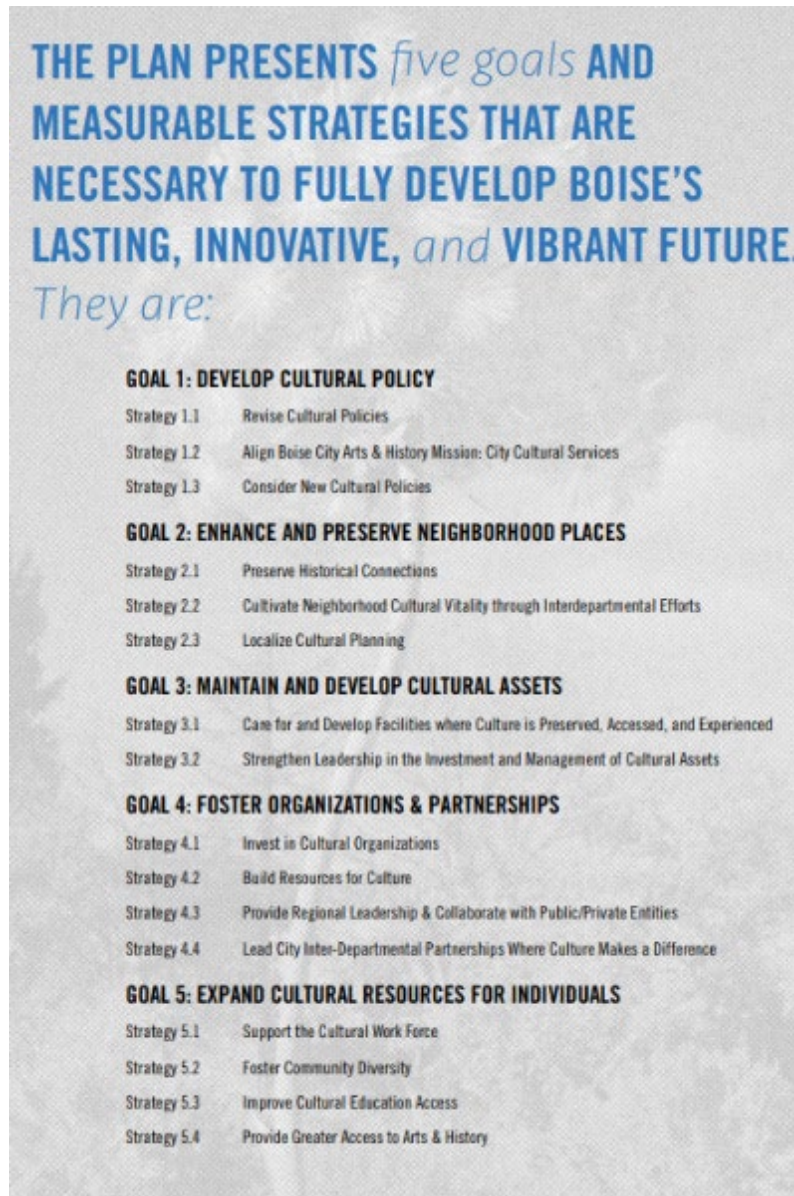 THE PLAN PRESENTS five goals AND
MEASURABLE STRATEGIES THAT ARE
NECESSARY TO FULLY DEVELOP BOISE'S
LASTING, INNOVATIVE, and VIBRANT FUTURE.
They are:
GOAL 1: DEVELOP CULTURAL POLICY
Strategy 1.1 Revise Cultural Policies
Strategy 1.2 Align Boise City Arts & History Mission: City Cultural Services
Strategy 1.3 Consider New Cultural Policies
GOAL 2: ENHANCE AND PRESERVE NEIGHBORHOOD PLACES
Strategy 2.1 Preserve Historical Connections
Strategy 2.2 Cultivate Neighborhood Cultural Vitality through Interdepartmental Efforts
Strategy 2.3 Localize Cultural Planning
GOAL 3: MAINTAIN AND DEVELOP CULTURAL ASSETS
Strategy 3.1 Care for and Develop Facilities where Culture is Preserved, Accessed, and Experienced
Strategy 3.2 Strengthen Leadership in the Investment and Management of Cultural Assets
GOAL 4: FOSTER ORGANIZATIONS & PARTNERSHIPS
Strategy 4.1 Invest in Cultural Organizations
Strategy 4.2 Build Resources for Culture
Strategy 4.3 Provide Regional Leadership & Collaborate with Public/Private Entities
Strategy 4.4 Lead City Inter-Departmental Partnerships Where Culture Makes a Difference
GOAL 5: EXPAND CULTURAL RESOURCES FOR INDIVIDUALS
Strategy 5.1 Support the Cultural Work Force
Strategy 5.2 Foster Community Diversity
Strategy 5.3 Improve Cultural Education Access
Strategy 5.4 Provide Greater Access to Arts & History